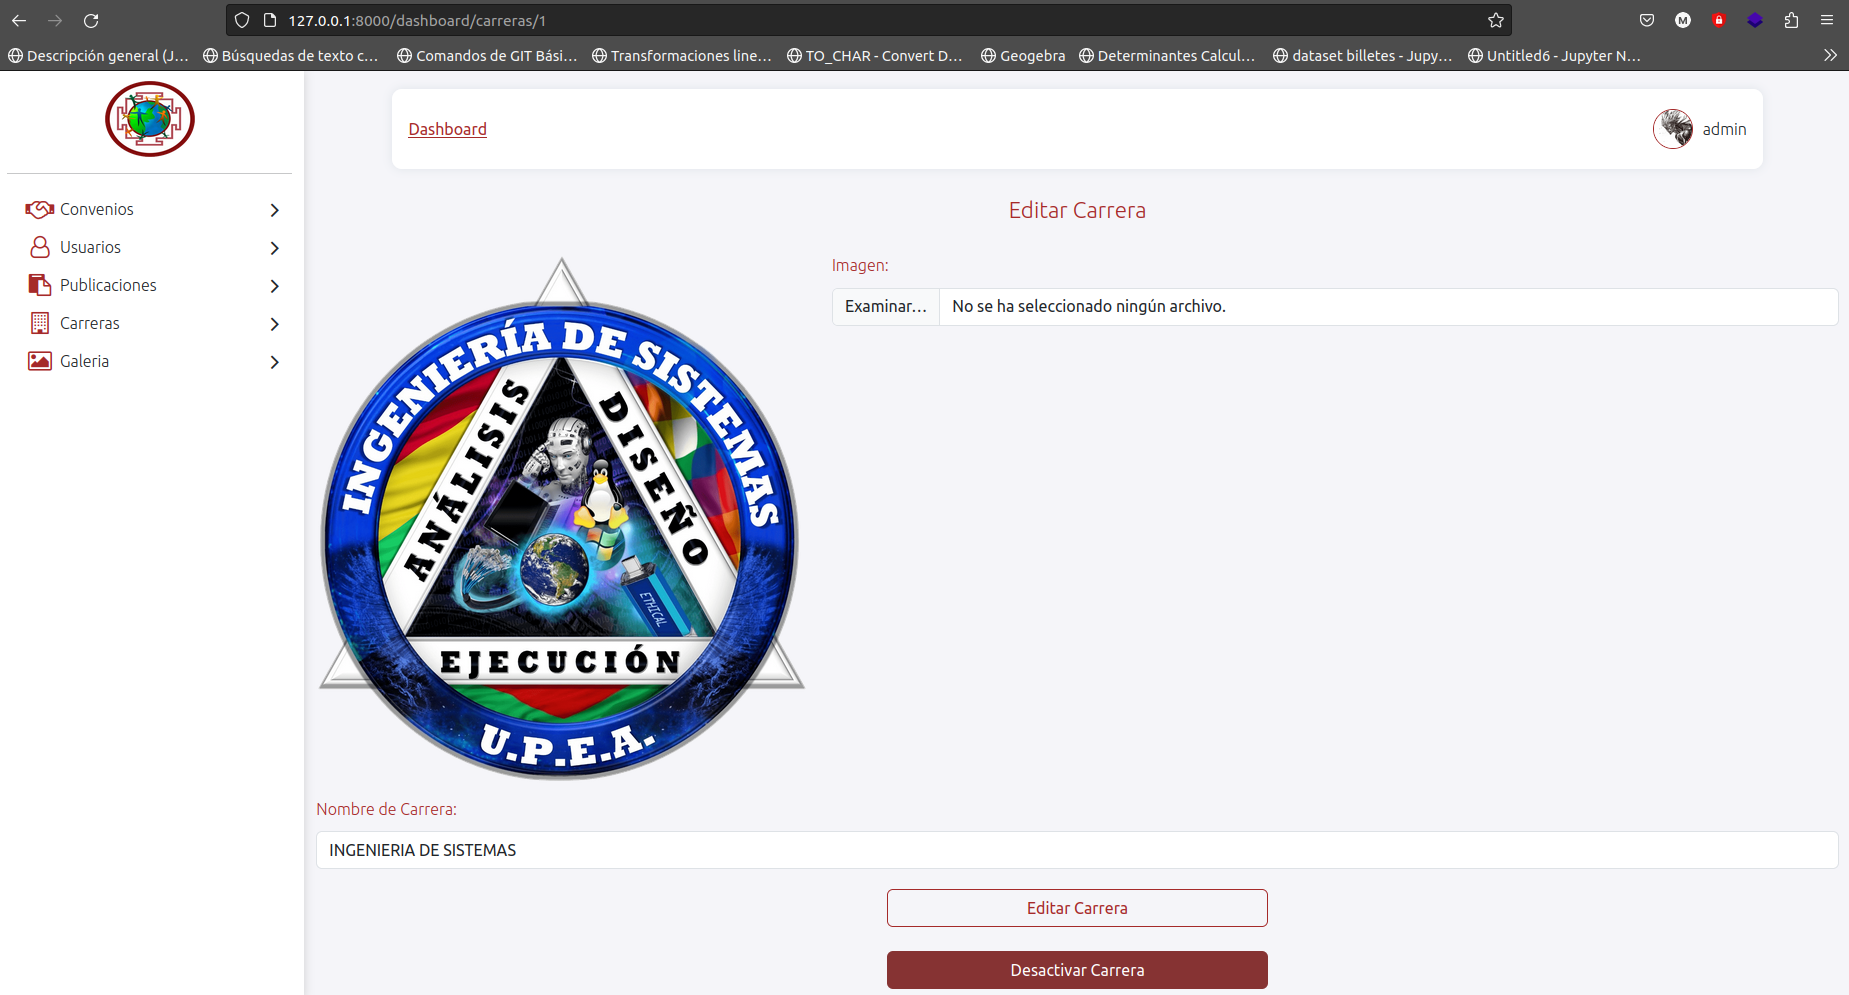 127.0.0.1:8000/dashboard/carreras/1
M
Descripción general (J… Búsquedas de texto c… Comandos de GIT Bási… Transformaciones line… TO_CHAR - Convert D… Geogebra Determinantes Calcul… dataset billetes - Jupy… Untitled6 - Jupyter N…
Dashboard
admin
Convenios
Usuarios
Publicaciones
Carreras
Galeria
Editar Carrera
Imagen:
Examinar… No se ha seleccionado ningún archivo.
INGENIERÍA DE SISTEMAS
ANÁLISIS
DISEÑO
ETHICAL
EJECUCIÓN
U.P.E.A.
Nombre de Carrera:
INGENIERIA DE SISTEMAS
Editar Carrera
Desactivar Carrera